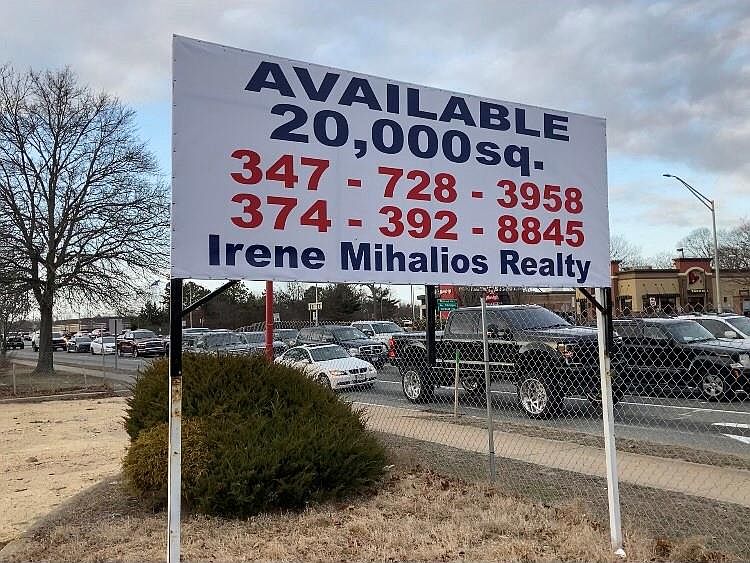 AVAILABLE
20,000sq.
347 - 728 - 3958
374 - 392 - 8845
Irene Mihalios Realty